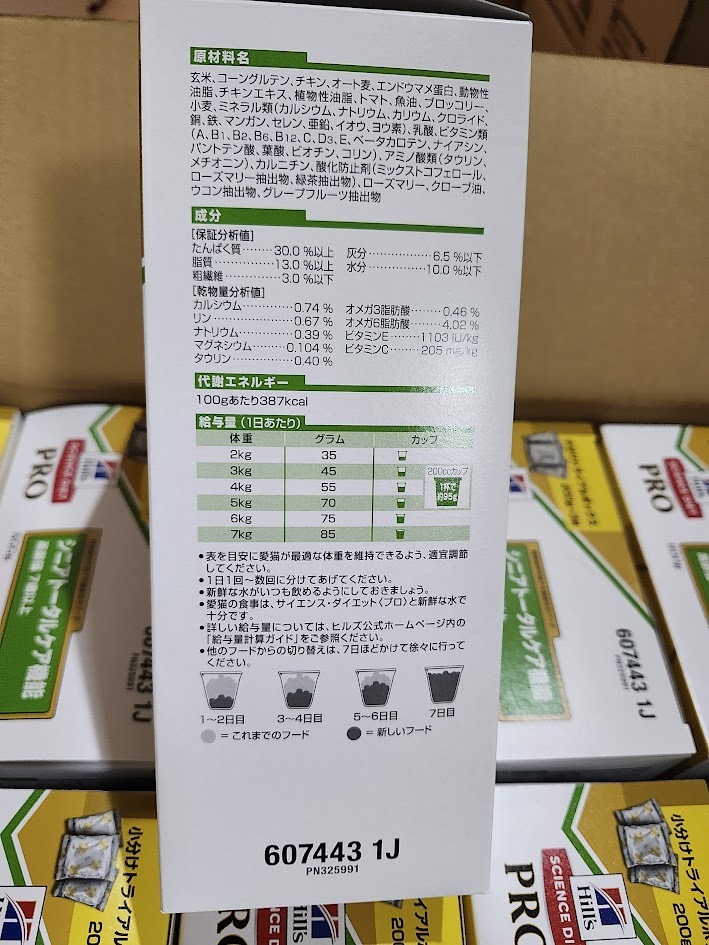 原材料名
玄米、コーングルテン、チキン、オート麦、エンドウマメ蛋白、動物性
油脂、チキンエキス、植物性油脂、トマト、魚油、ブロッコリー、
小麦、ミネラル類(カルシウム、ナトリウム、カリウム、クロライド、
銅、鉄、マンガン、セレン、亜鉛、イオウ、ヨウ素)、乳酸、ビタミン類
(A、B1、B2、B6、B12、C、D3、E、ベータカロテン、ナイアシン、
パントテン酸、葉酸、ビオチン、コリン)、アミノ酸類(タウリン、
メチオニン)、カルニチン、酸化防止剤(ミックストコフェロール、
ローズマリー抽出物、緑茶抽出物)、ローズマリー、クローブ油、
ウコン抽出物、グレープフルーツ抽出物
成分
[保証分析値]
たんぱく質………30.0 %以上 灰分………………6.5 %以下
脂質………………13.0 %以上 水分………………10.0 %以下
粗繊維……………3.0 %以下
[乾物量分析値]
カルシウム…………0.74 % オメガ3脂肪酸………0.46 %
リン…………………0.67 % オメガ6脂肪酸………4.02 %
ナトリウム…………0.39 % ビタミンE………1103 IU/kg
マグネシウム………0.104 % ビタミンC………205 mg/kg
タウリン……………0.40 %
代謝エネルギー
100gあたり387kcal
給与量(1日あたり)
体重 グラム カップ
2kg 35
3kg 45
4kg 55
5kg 70
6kg 75
7kg 85
200ccカップ
1杯で
約95g
●表を目安に愛猫が最適な体重を維持できるよう、適宜調節
してください。
●1日1回~数回に分けてあげてください。
●新鮮な水がいつも飲めるようにしておきましょう。
●愛猫の食事は、サイエンス・ダイエット〈プロ〉と新鮮な水で
十分です。
●詳しい給与量については、ヒルズ公式ホームページ内の
「給与量計算ガイド」をご参照ください。
●他のフードからの切り替えは、7日ほどかけて徐々に行って
ください。
1~2日目 3~4日目 5~6日目 7日目
= これまでのフード = 新しいフード
607443 1J
PN325991
Hill's
SCIENCE DIET
PRO
シニアトータルケア機能
607443 1J
PN325991
PRO
シニアトータルケア機能
607443 1J
PN325991
PRO
小分けトライアル
200g
Hill's
PRO
Hill's
SCIENCE D
PRO
小分けトライアル
200g